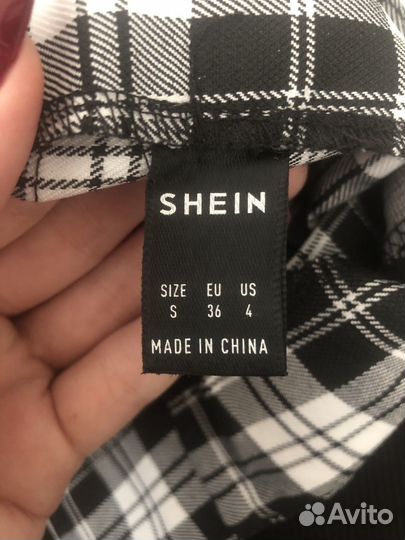 SHEIN
SIZE EU US
S 36 4
MADE IN CHINA
Avito